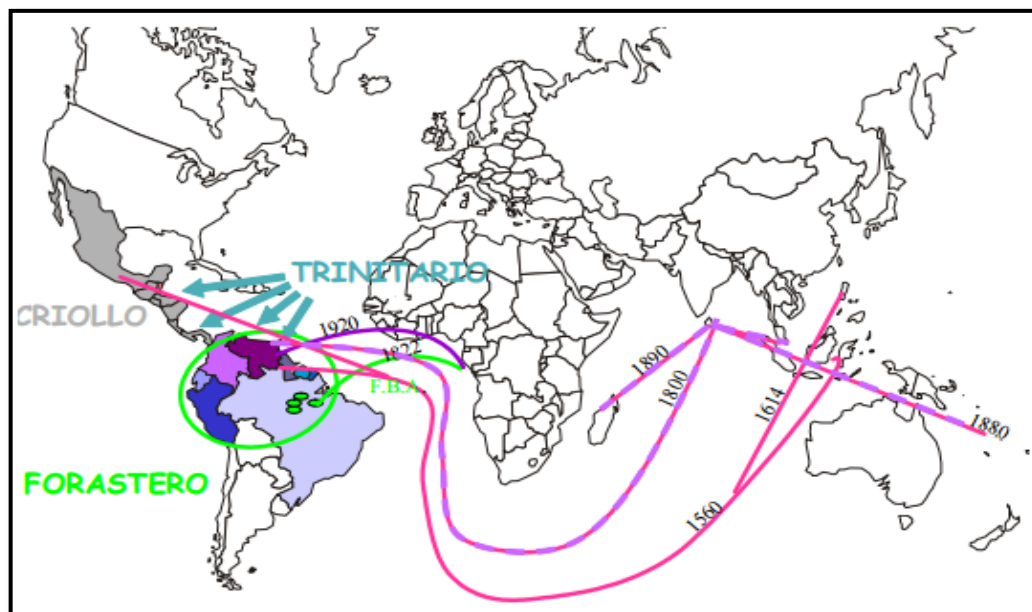 TRINITARIO
CRIOLLO
1920
1822
F.B.A.
1890
1800
1614
1880
FORASTERO
1560